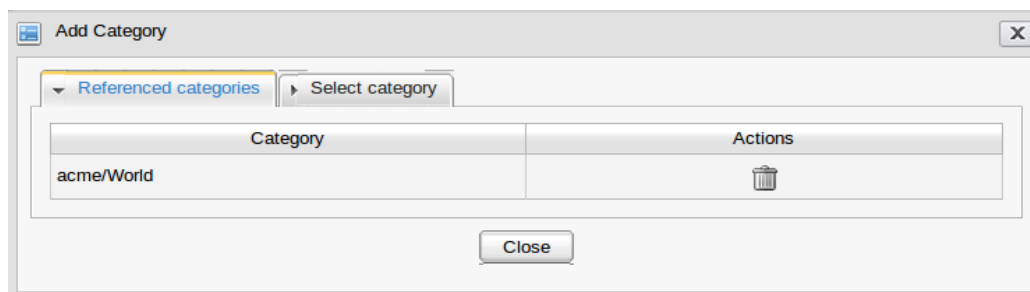 Add Category
X
Referenced categories Select category
Category Actions
acme/World
Close